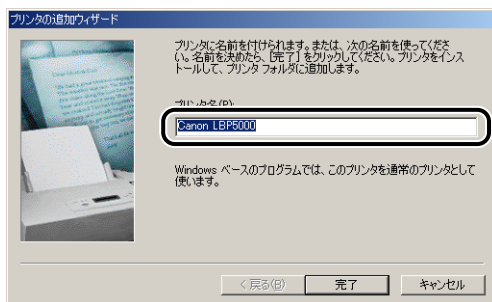 プリンタの追加ウィザード
プリンタに名前を付けられます。または、次の名前を使ってくださ
い。名前を決めたら、[完了] をクリックしてください。プリンタをインス
トールして、プリンタ フォルダに追加します。
プリンタ名(P):
Canon LBP5000
Windows ベースのプログラムでは、このプリンタを通常のプリンタとして
使います。
< 戻る(B)
完了
キャンセル